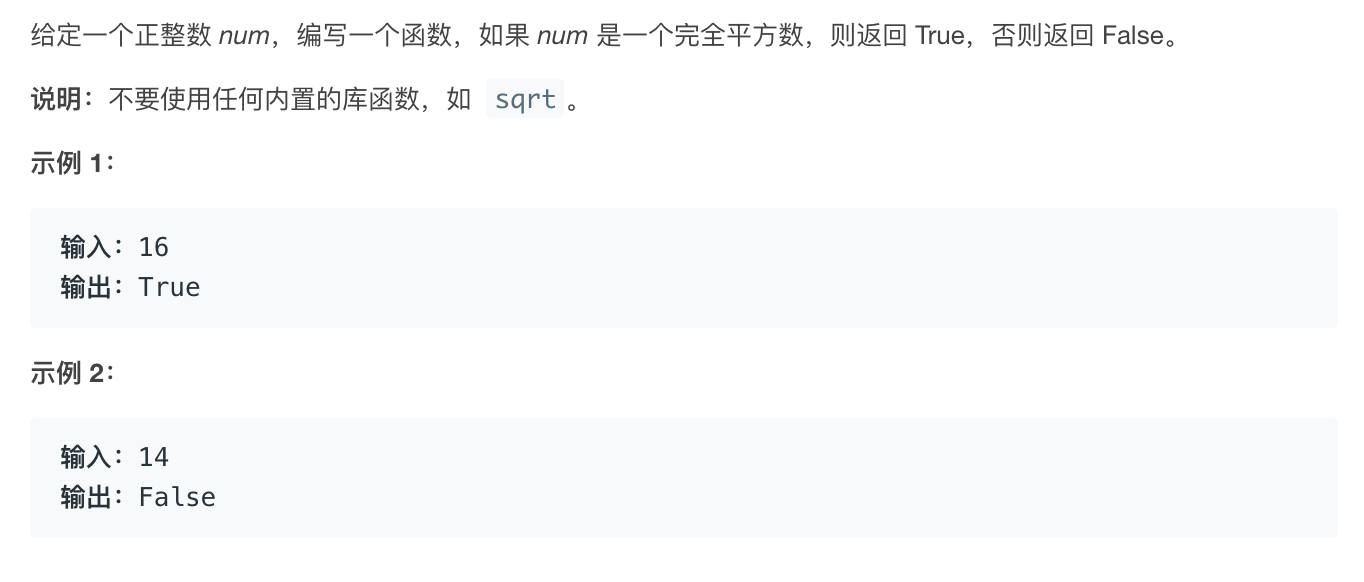 给定一个正整数 num，编写一个函数，如果 num 是一个完全平方数，则返回 True，否则返回 False。
说明：不要使用任何内置的库函数，如 sqrt。
示例 1：
输入：16
输出：True
示例 2：
输入：14
输出：False